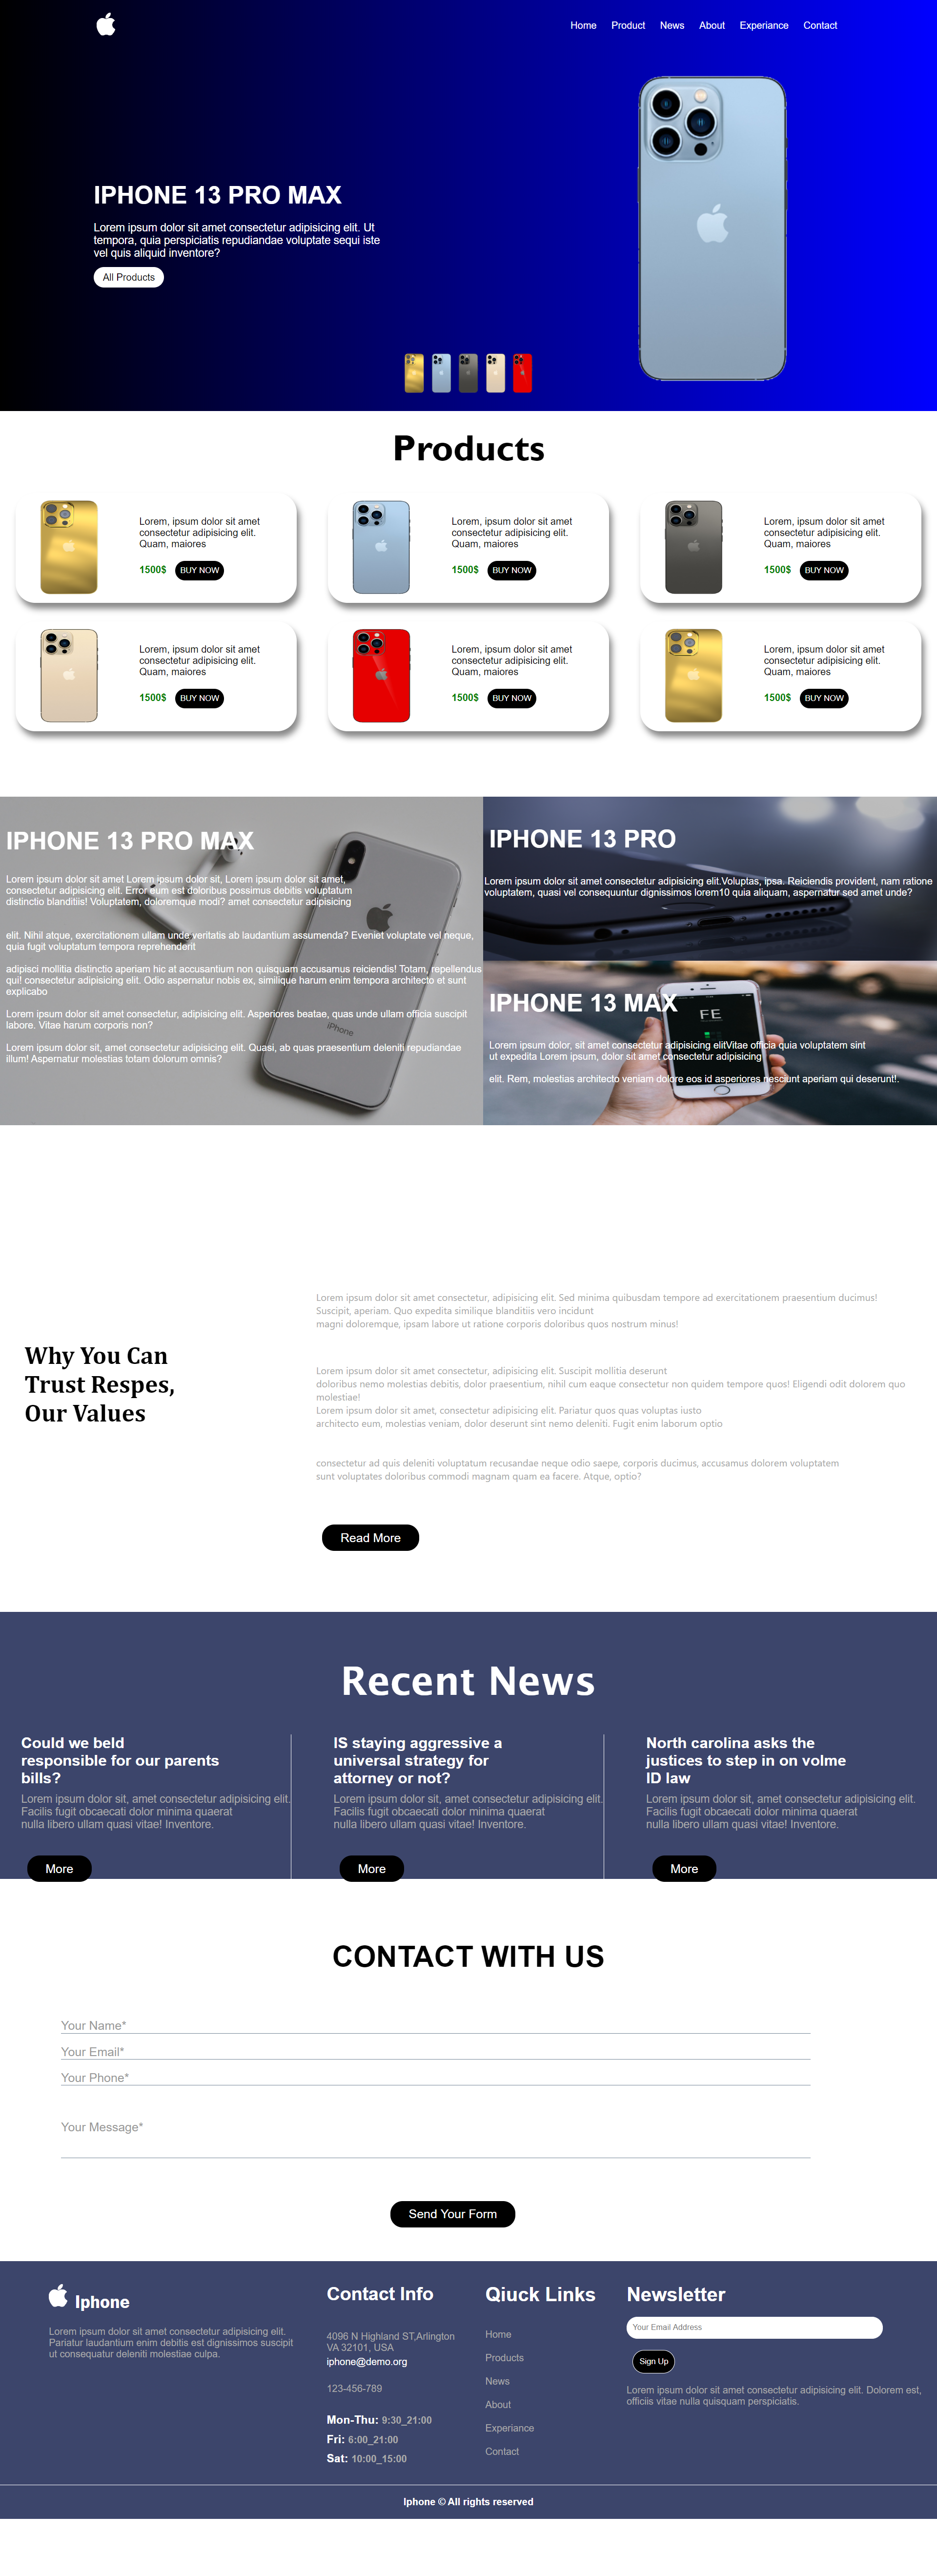 Home Product News About Experiance Contact
IPHONE 13 PRO MAX
Lorem ipsum dolor sit amet consectetur adipisicing elit. Ut
tempora, quia perspiciatis repudiandae voluptate sequi iste
vel quis aliquid inventore?
All Products
Products
Lorem, ipsum dolor sit amet
consectetur adipisicing elit.
Quam, maiores
1500$ BUY NOW
Lorem, ipsum dolor sit amet
consectetur adipisicing elit.
Quam, maiores
1500$ BUY NOW
Lorem, ipsum dolor sit amet
consectetur adipisicing elit.
Quam, maiores
1500$ BUY NOW
Lorem, ipsum dolor sit amet
consectetur adipisicing elit.
Quam, maiores
1500$ BUY NOW
Lorem, ipsum dolor sit amet
consectetur adipisicing elit.
Quam, maiores
1500$ BUY NOW
Lorem, ipsum dolor sit amet
consectetur adipisicing elit.
Quam, maiores
1500$ BUY NOW
IPHONE 13 PRO MAX
Lorem ipsum dolor sit amet Lorem ipsum dolor sit, Lorem ipsum dolor sit amet,
consectetur adipisicing elit. Error eum est doloribus possimus debitis voluptatum
distinctio blanditiis! Voluptatem, doloremque modi? amet consectetur adipisicing
elit. Nihil atque, exercitationem ullam unde veritatis ab laudantium assumenda? Eveniet voluptate vel neque,
quia fugit voluptatum tempora reprehenderit
adipisci mollitia distinctio aperiam hic at accusantium non quisquam accusamus reiciendis! Totam, repellendus
qui! consectetur adipisicing elit. Odio aspernatur nobis ex, similique harum enim tempora architecto et sunt
explicabo
Lorem ipsum dolor sit amet consectetur, adipisicing elit. Asperiores beatae, quas unde ullam officia suscipit
labore. Vitae harum corporis non?
iPhone
Lorem ipsum dolor sit, amet consectetur adipisicing elit. Quasi, ab quas praesentium deleniti repudiandae
illum! Aspernatur molestias totam dolorum omnis?
IPHONE 13 PRO
Lorem ipsum dolor sit amet consectetur adipisicing elit.Voluptas, ipsa. Reiciendis provident, nam ratione
voluptatem, quasi vel consequuntur dignissimos lorem10 quia aliquam, aspernatur sed amet unde?
IPHONE 13 MAX
FE
Lorem ipsum dolor, sit amet consectetur adipisicing elitVitae officia quia voluptatem sint
ut expedita Lorem ipsum, dolor sit amet consectetur adipisicing
elit. Rem, molestias architecto veniam dolore eos id asperiores nesciunt aperiam qui deserunt!.
Why You Can
Trust Respes,
Our Values
Lorem ipsum dolor sit amet consectetur, adipisicing elit. Sed minima quibusdam tempore ad exercitationem praesentium ducimus!
Suscipit, aperiam. Quo expedita similique blanditiis vero incidunt
magni doloremque, ipsam labore ut ratione corporis doloribus quos nostrum minus!
Lorem ipsum dolor sit amet consectetur, adipisicing elit. Suscipit mollitia deserunt
doloribus nemo molestias debitis, dolor praesentium, nihil cum eaque consectetur non quidem tempore quos! Eligendi odit dolorem quo
molestiae!
Lorem ipsum dolor sit amet, consectetur adipisicing elit. Pariatur quos quas voluptas iusto
architecto eum, molestias veniam, dolor deserunt sint nemo deleniti. Fugit enim laborum optio
consectetur ad quis deleniti voluptatum recusandae neque odio saepe, corporis ducimus, accusamus dolorem voluptatem
sunt voluptates doloribus commodi magnam quam ea facere. Atque, optio?
Read More
Recent News
Could we beld
responsible for our parents
bills?
Lorem ipsum dolor sit, amet consectetur adipisicing elit.
Facilis fugit obcaecati dolor minima quaerat
nulla libero ullam quasi vitae! Inventore.
More
IS staying aggressive a
universal strategy for
attorney or not?
Lorem ipsum dolor sit, amet consectetur adipisicing elit.
Facilis fugit obcaecati dolor minima quaerat
nulla libero ullam quasi vitae! Inventore.
More
North carolina asks the
justices to step in on volme
ID law
Lorem ipsum dolor sit, amet consectetur adipisicing elit.
Facilis fugit obcaecati dolor minima quaerat
nulla libero ullam quasi vitae! Inventore.
More
CONTACT WITH US
Your Name*
Your Email*
Your Phone*
Your Message*
Send Your Form
Iphone
Lorem ipsum dolor sit amet consectetur adipisicing elit.
Pariatur laudantium enim debitis est dignissimos suscipit
ut consequatur deleniti molestiae culpa.
Contact Info
4096 N Highland ST,Arlington
VA 32101, USA
iphone@demo.org
123-456-789
Mon-Thu: 9:30_21:00
Fri: 6:00_21:00
Sat: 10:00_15:00
Qiuck Links
Home
Products
News
About
Experiance
Contact
Newsletter
Your Email Address
Sign Up
Lorem ipsum dolor sit amet consectetur adipisicing elit. Dolorem est,
officiis vitae nulla quisquam perspiciatis.
Iphone © All rights reserved